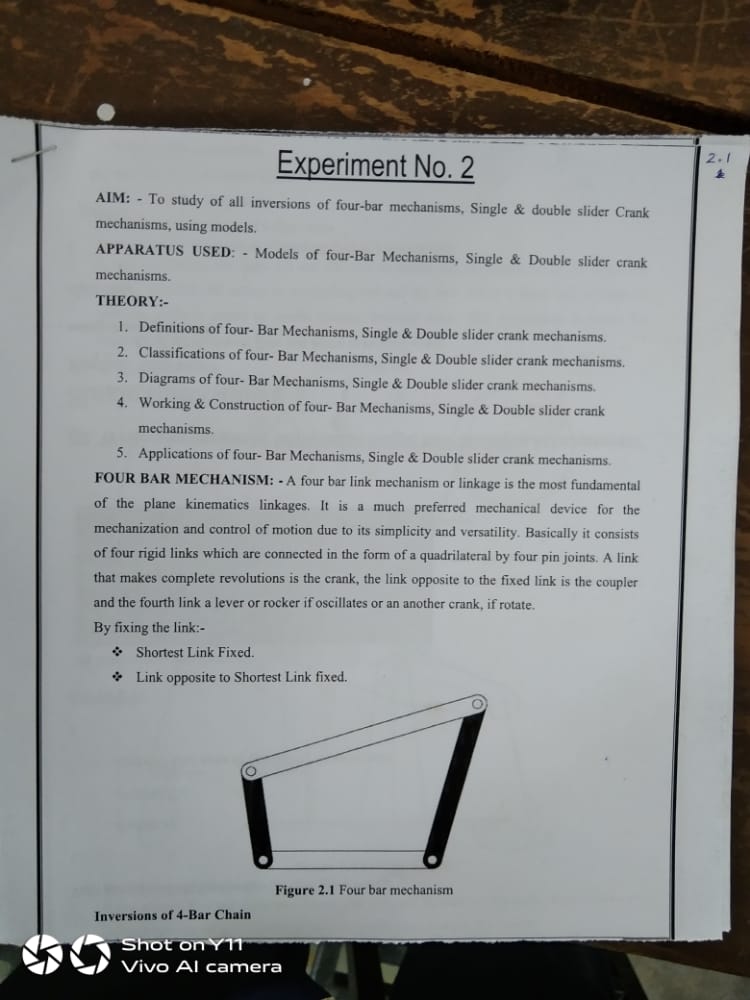 Experiment No. 2
2.1
AIM: - To study of all inversions of four-bar mechanisms, Single & double slider Crank
mechanisms, using models.
APPARATUS USED: - Models of four-Bar Mechanisms, Single & Double slider crank
mechanisms.
THEORY:-
1. Definitions of four- Bar Mechanisms, Single & Double slider crank mechanisms.
2. Classifications of four- Bar Mechanisms, Single & Double slider crank mechanisms.
3. Diagrams of four- Bar Mechanisms, Single & Double slider crank mechanisms.
4. Working & Construction of four- Bar Mechanisms, Single & Double slider crank
mechanisms.
5. Applications of four- Bar Mechanisms, Single & Double slider crank mechanisms.
FOUR BAR MECHANISM: - A four bar link mechanism or linkage is the most fundamental
of the plane kinematics linkages. It is a much preferred mechanical device for the
mechanization and control of motion due to its simplicity and versatility. Basically it consists
of four rigid links which are connected in the form of a quadrilateral by four pin joints. A link
that makes complete revolutions is the crank, the link opposite to the fixed link is the coupler
and the fourth link a lever or rocker if oscillates or an another crank, if rotate.
By fixing the link:-
❖ Shortest Link Fixed.
❖ Link opposite to Shortest Link fixed.
Figure 2.1 Four bar mechanism
Inversions of 4-Bar Chain
Shot on Y11
Vivo AI camera